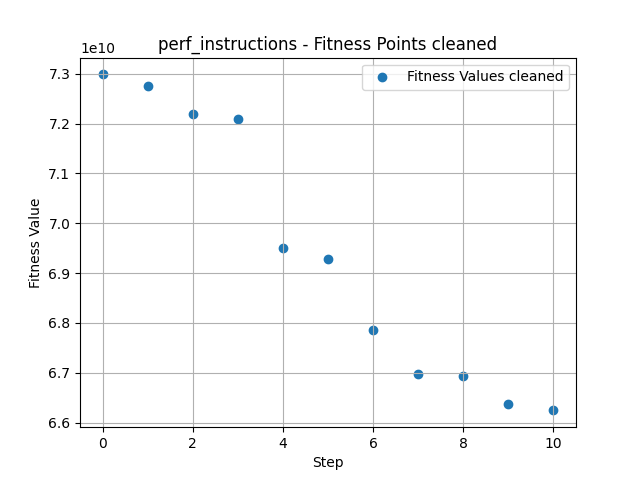 perf_instructions - Fitness Points cleaned
1e10
Fitness Values cleaned
7.3
7.2
7.1
7.0
6.9
6.8
6.7
6.6
Fitness Value
0 2 4 6 8 10
Step